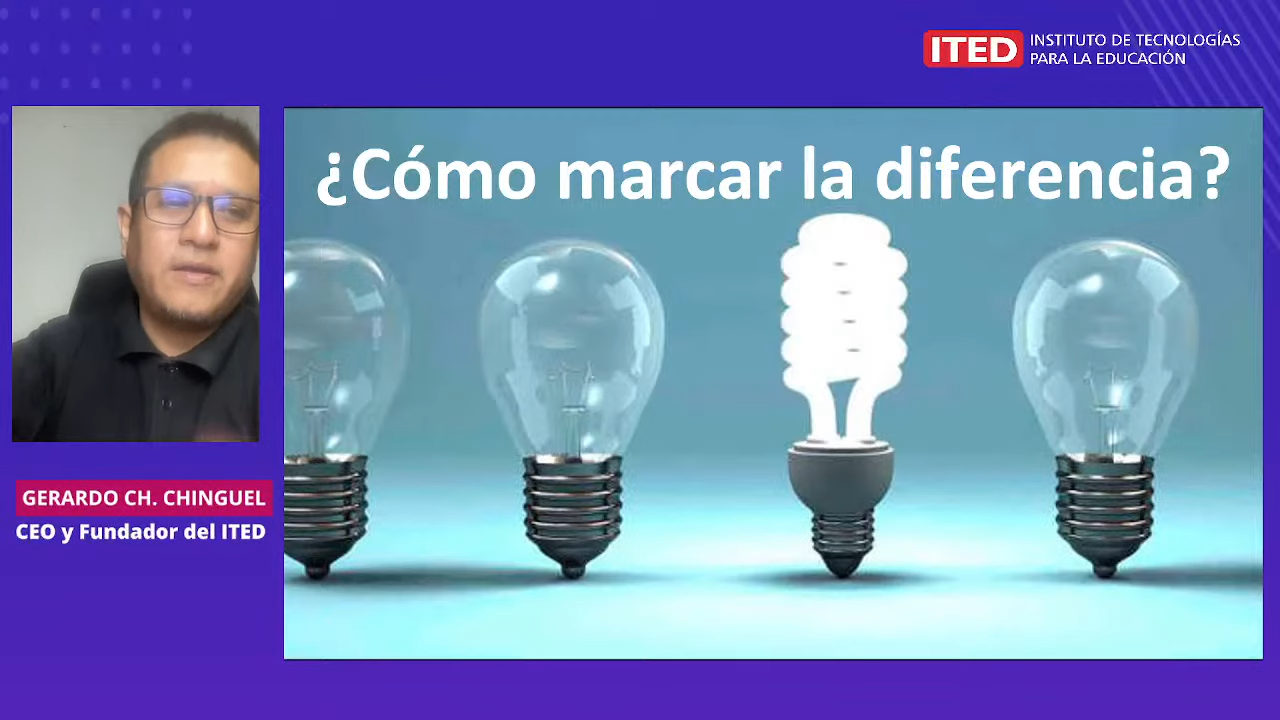 ITED
INSTITUTO DE TECNOLOGÍAS
PARA LA EDUCACIÓN
¿Cómo marcar la diferencia?
GERARDO CH. CHINGUEL
CEO y Fundador del ITED